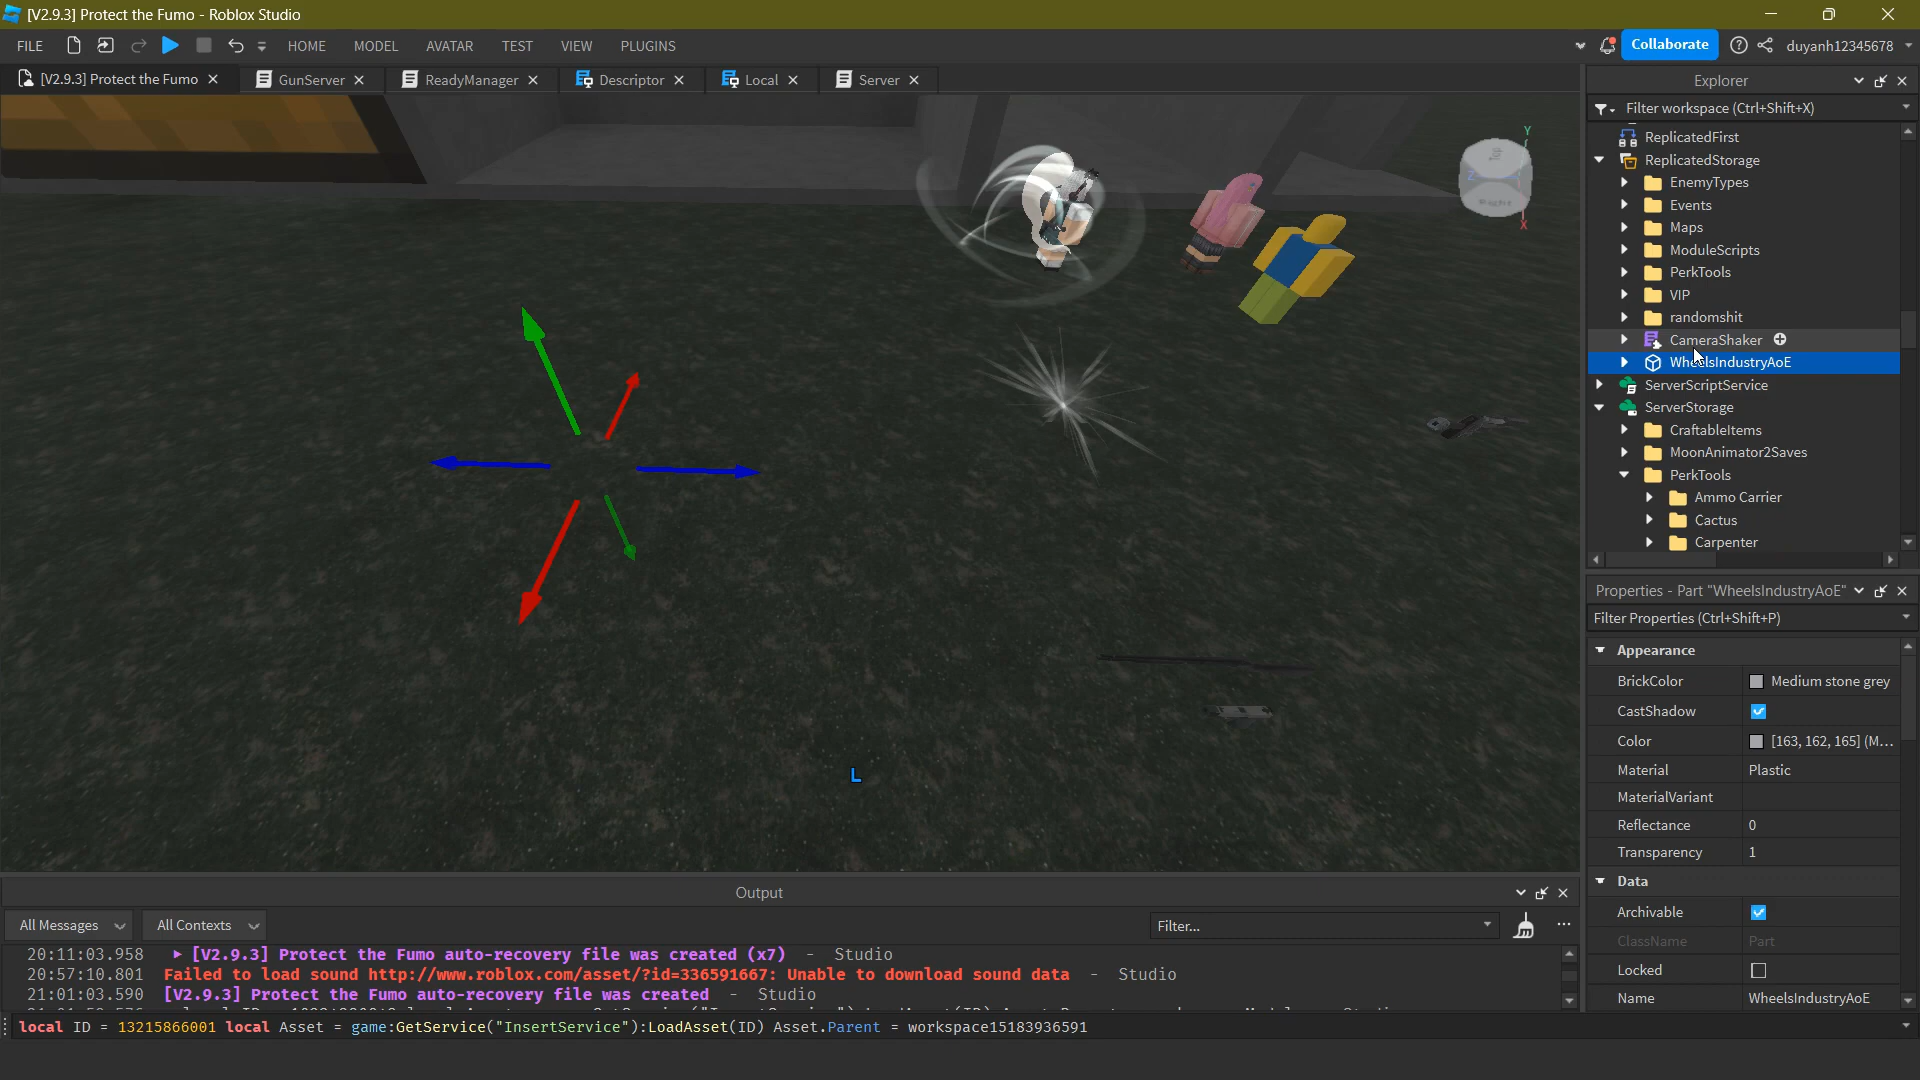 [V2.9.3] Protect the Fumo - Roblox Studio
FILE HOME MODEL AVATAR TEST VIEW PLUGINS Collaborate duyanh12345678
[V2.9.3] Protect the Fumo GunServer ReadyManager Descriptor Local Server
Explorer
Filter workspace (Ctrl+Shift+X)
ReplicatedFirst
ReplicatedStorage
EnemyTypes
Events
Maps
ModuleScripts
PerkTools
VIP
randomshit
CameraShaker
WheelsIndustryAoE
ServerScriptService
ServerStorage
CraftableItems
MoonAnimator2Saves
PerkTools
Ammo Carrier
Cactus
Carpenter
Y
Top
Z
X
L
Properties - Part "WheelsIndustryAoE"
Filter Properties (Ctrl+Shift+P)
Appearance
BrickColor Medium stone grey
CastShadow
Color [163, 162, 165] (M...
Material Plastic
MaterialVariant
Reflectance 0
Transparency 1
Data
Archivable
ClassName Part
Locked
Name WheelsIndustryAoE
Output
All Messages All Contexts Filter...
20:11:03.958 [V2.9.3] Protect the Fumo auto-recovery file was created (x7) - Studio
20:57:10.801 Failed to load sound http://www.roblox.com/asset/?id=336591667: Unable to download sound data - Studio
21:01:03.590 [V2.9.3] Protect the Fumo auto-recovery file was created - Studio
local ID = 13215866001 local Asset = game:GetService("InsertService"):LoadAsset(ID) Asset.Parent = workspace15183936591